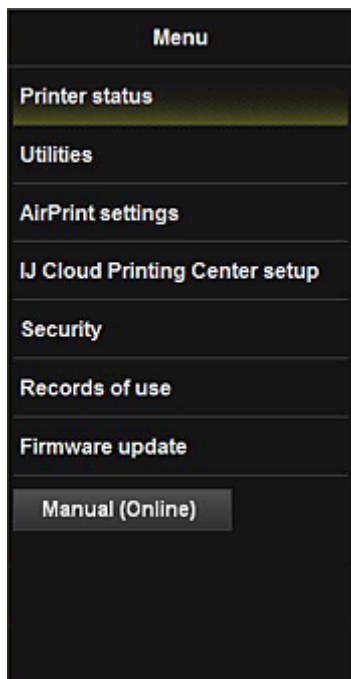 Menu
Printer status
Utilities
AirPrint settings
IJ Cloud Printing Center setup
Security
Records of use
Firmware update
Manual (Online)